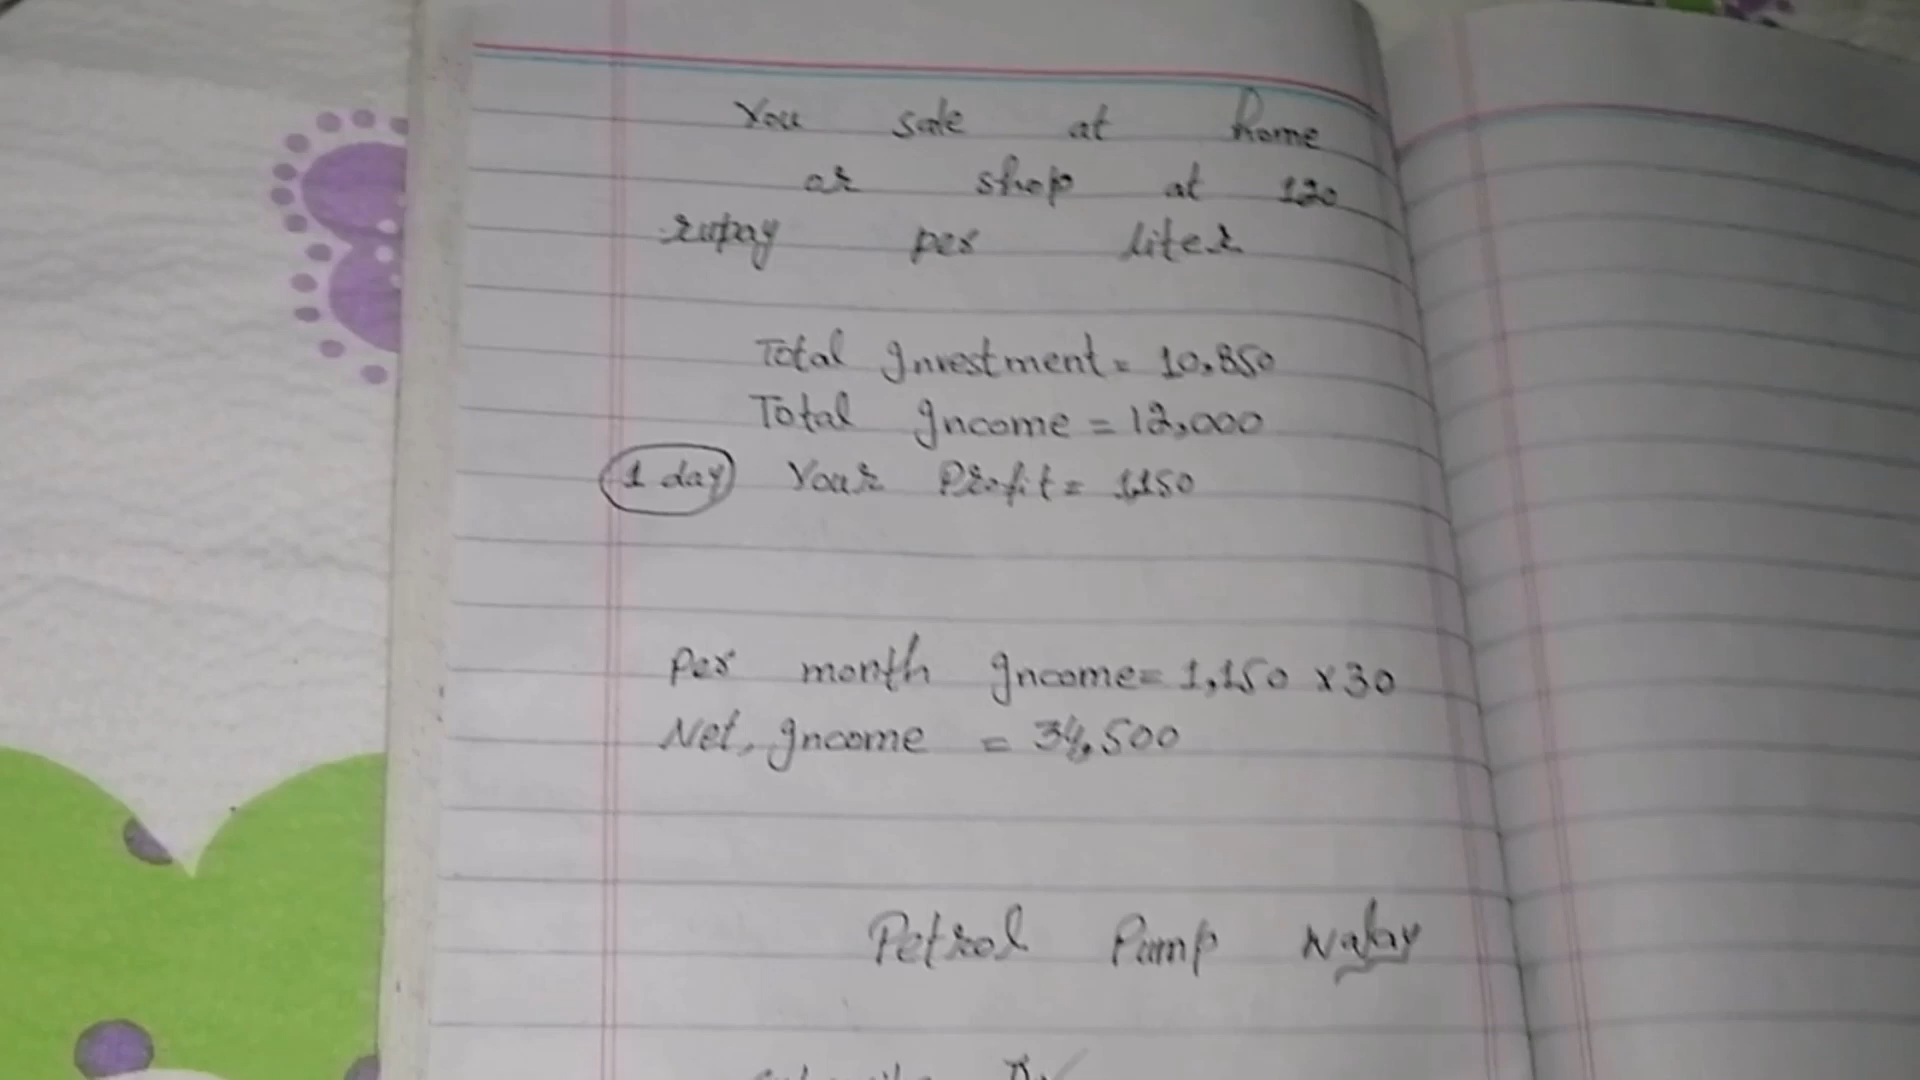 You sale at home
or shop at 120
rupay per liter
Total Investment = 10,850
Total Income = 12,000
1 day Your Profit = 1,150
Per month Income = 1,150 x 30
Net, Income = 34,500
Petrol Pump Walay